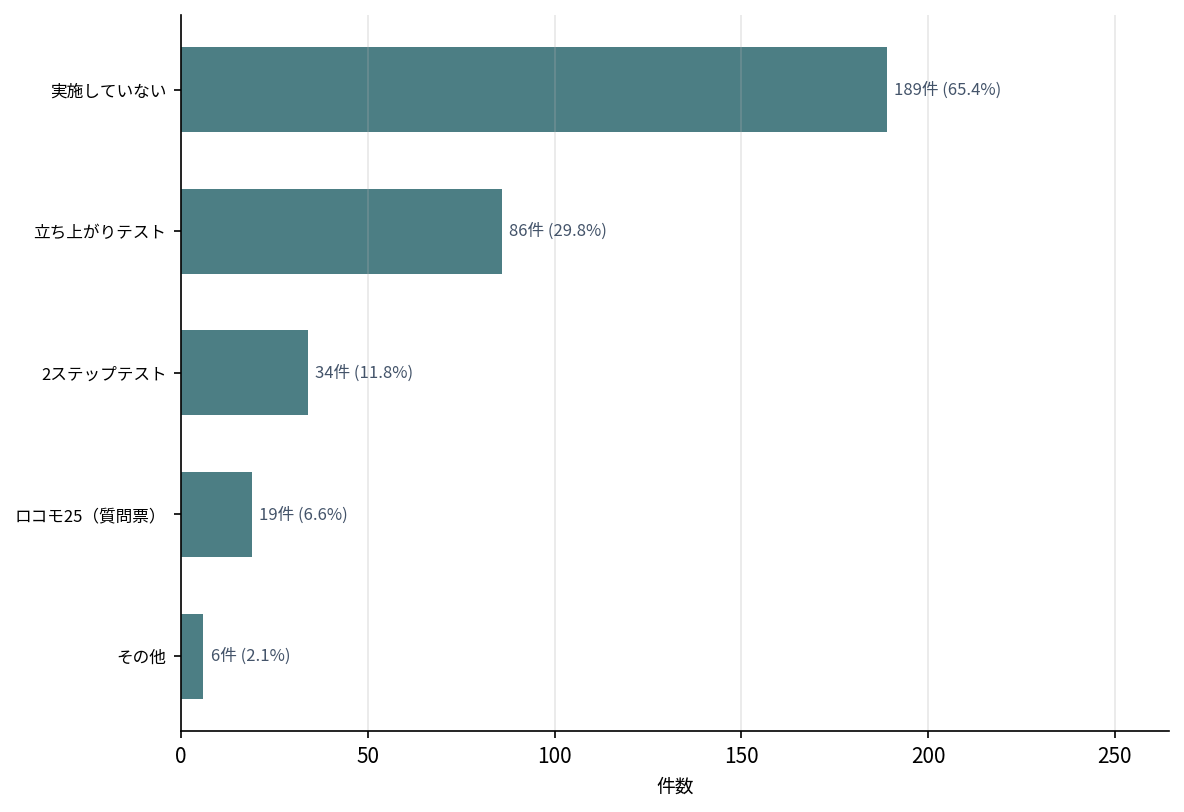 実施していない
189件 (65.4%)
立ち上がりテスト
86件 (29.8%)
2ステップテスト
34件 (11.8%)
ロコモ25（質問票）
19件 (6.6%)
その他
6件 (2.1%)
0 50 100 150 200 250
件数